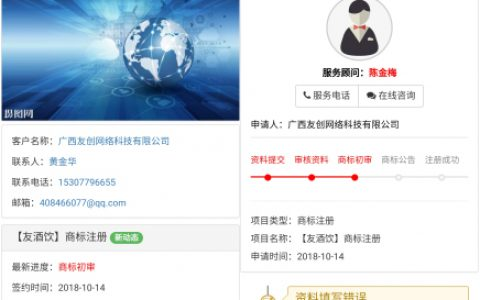 摄图网
客户名称：广西友创网络科技有限公司
联系人：黄金华
联系电话：15307796655
邮箱：408466077@qq.com
【友酒饮】商标注册 新动态
最新进度：商标初审
签约时间：2018-10-14
服务顾问：陈金梅
服务电话 在线咨询
申请人：广西友创网络科技有限公司
资料提交 审核资料 商标初审 商标公告 注册成功
项目类型：商标注册
项目名称：【友酒饮】商标注册
申请时间：2018-10-14
资料填写错误